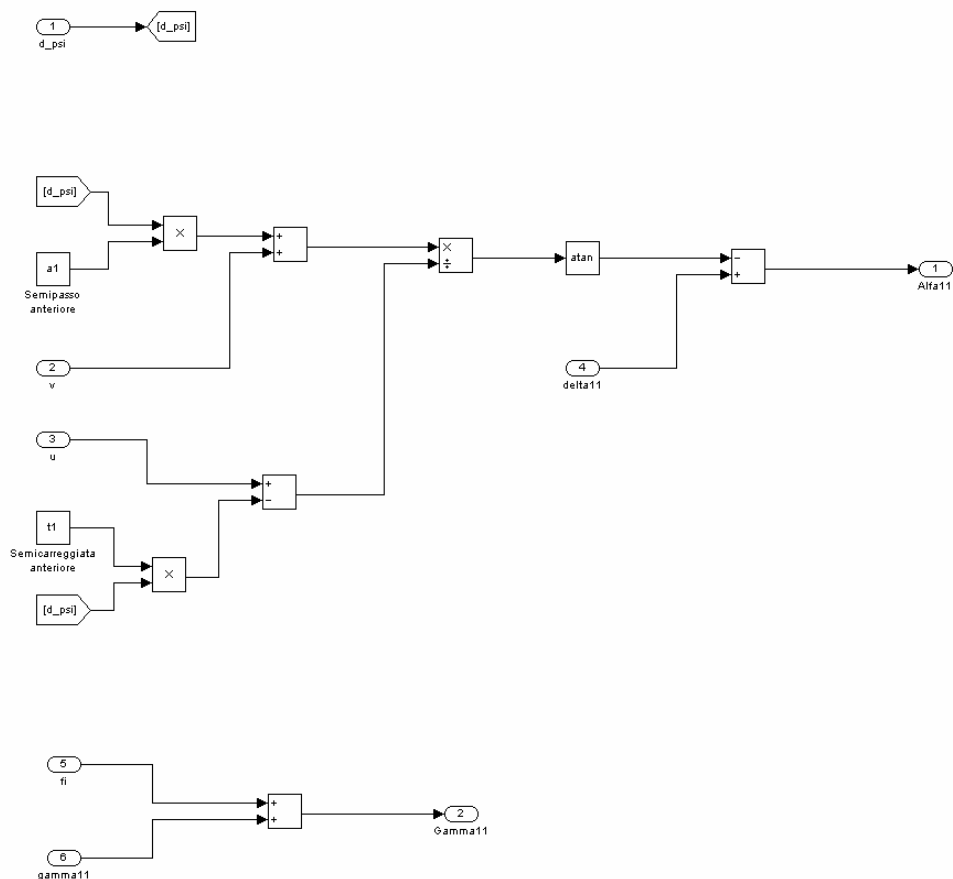 1
[d_psi]
d_psi
[d_psi]
×
a1
Semipasso
anteriore
+
+
×
÷
atan
−
+
1
Alfa11
2
v
4
delta11
3
u
+
−
t1
Semicarreggiata
anteriore
×
[d_psi]
5
fi
+
+
2
Gamma11
6
gamma11